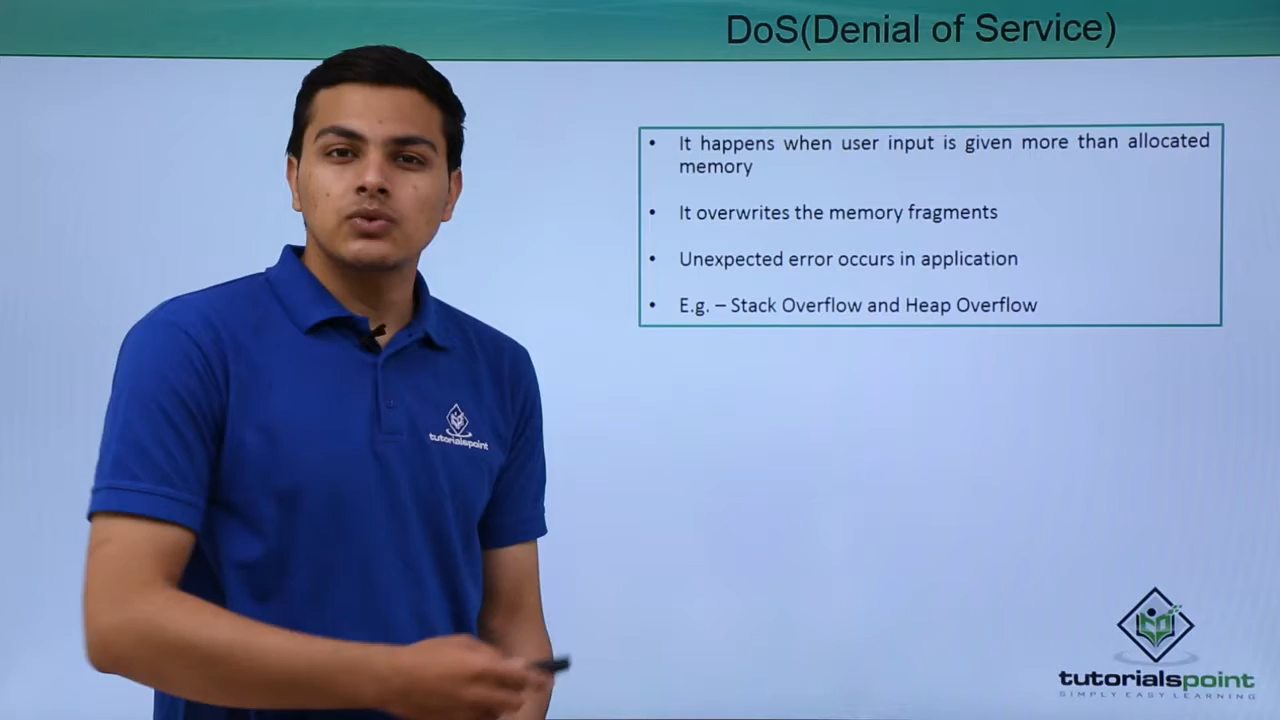 DoS(Denial of Service)
• It happens when user input is given more than allocated
memory
• It overwrites the memory fragments
• Unexpected error occurs in application
• E.g. – Stack Overflow and Heap Overflow
tutorialspoint
tutorialspoint
SIMPLY EASY LEARNING